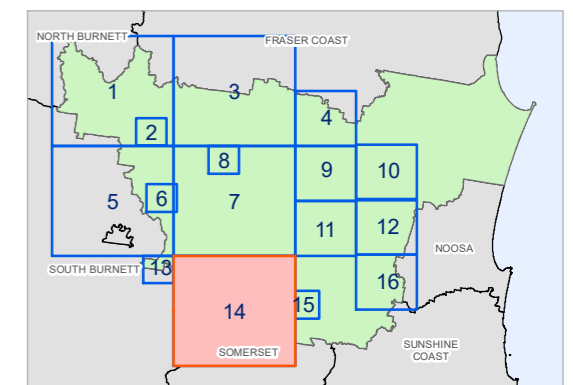 NORTH BURNETT
FRASER COAST
1
3
4
2
8
9
10
5
6
7
11
12
NOOSA
SOUTH BURNETT
13
16
14
15
SUNSHINE
COAST
SOMERSET